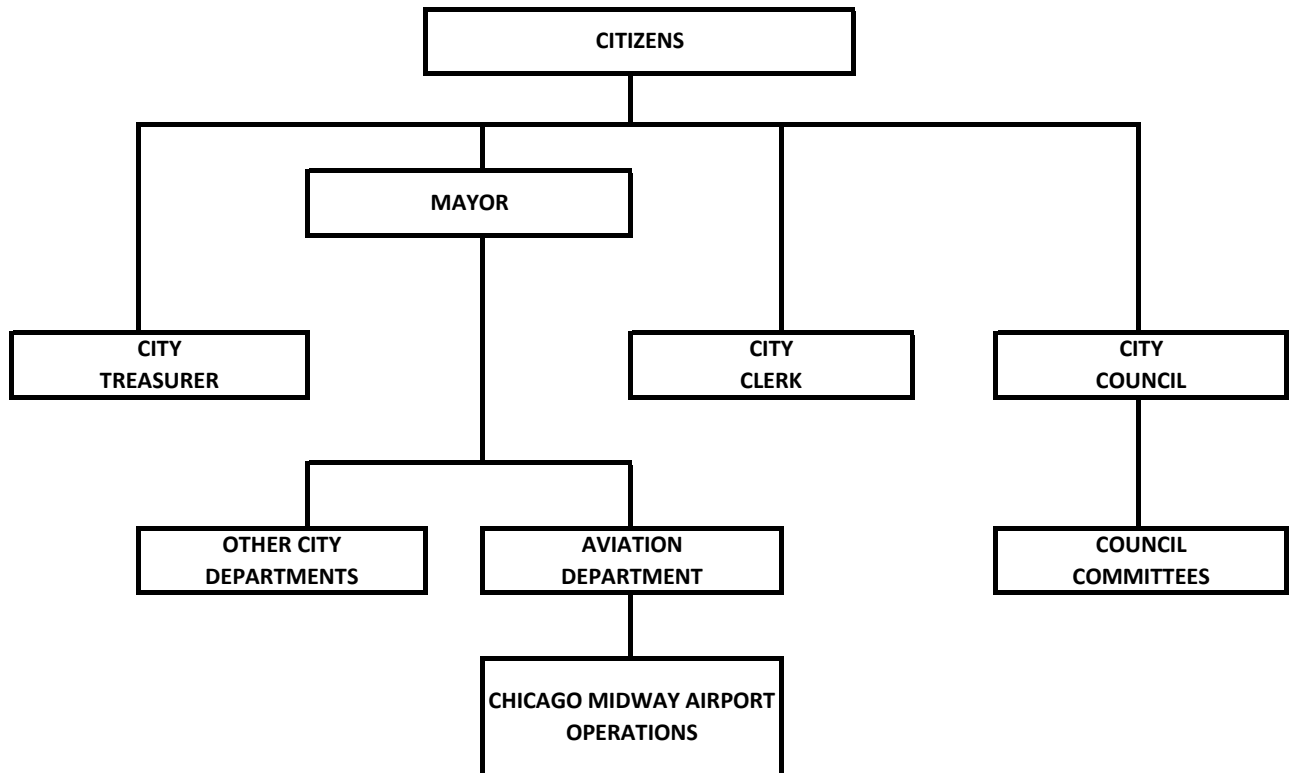 CITIZENS
MAYOR
CITY
TREASURER
CITY
CLERK
CITY
COUNCIL
OTHER CITY
DEPARTMENTS
AVIATION
DEPARTMENT
COUNCIL
COMMITTEES
CHICAGO MIDWAY AIRPORT
OPERATIONS